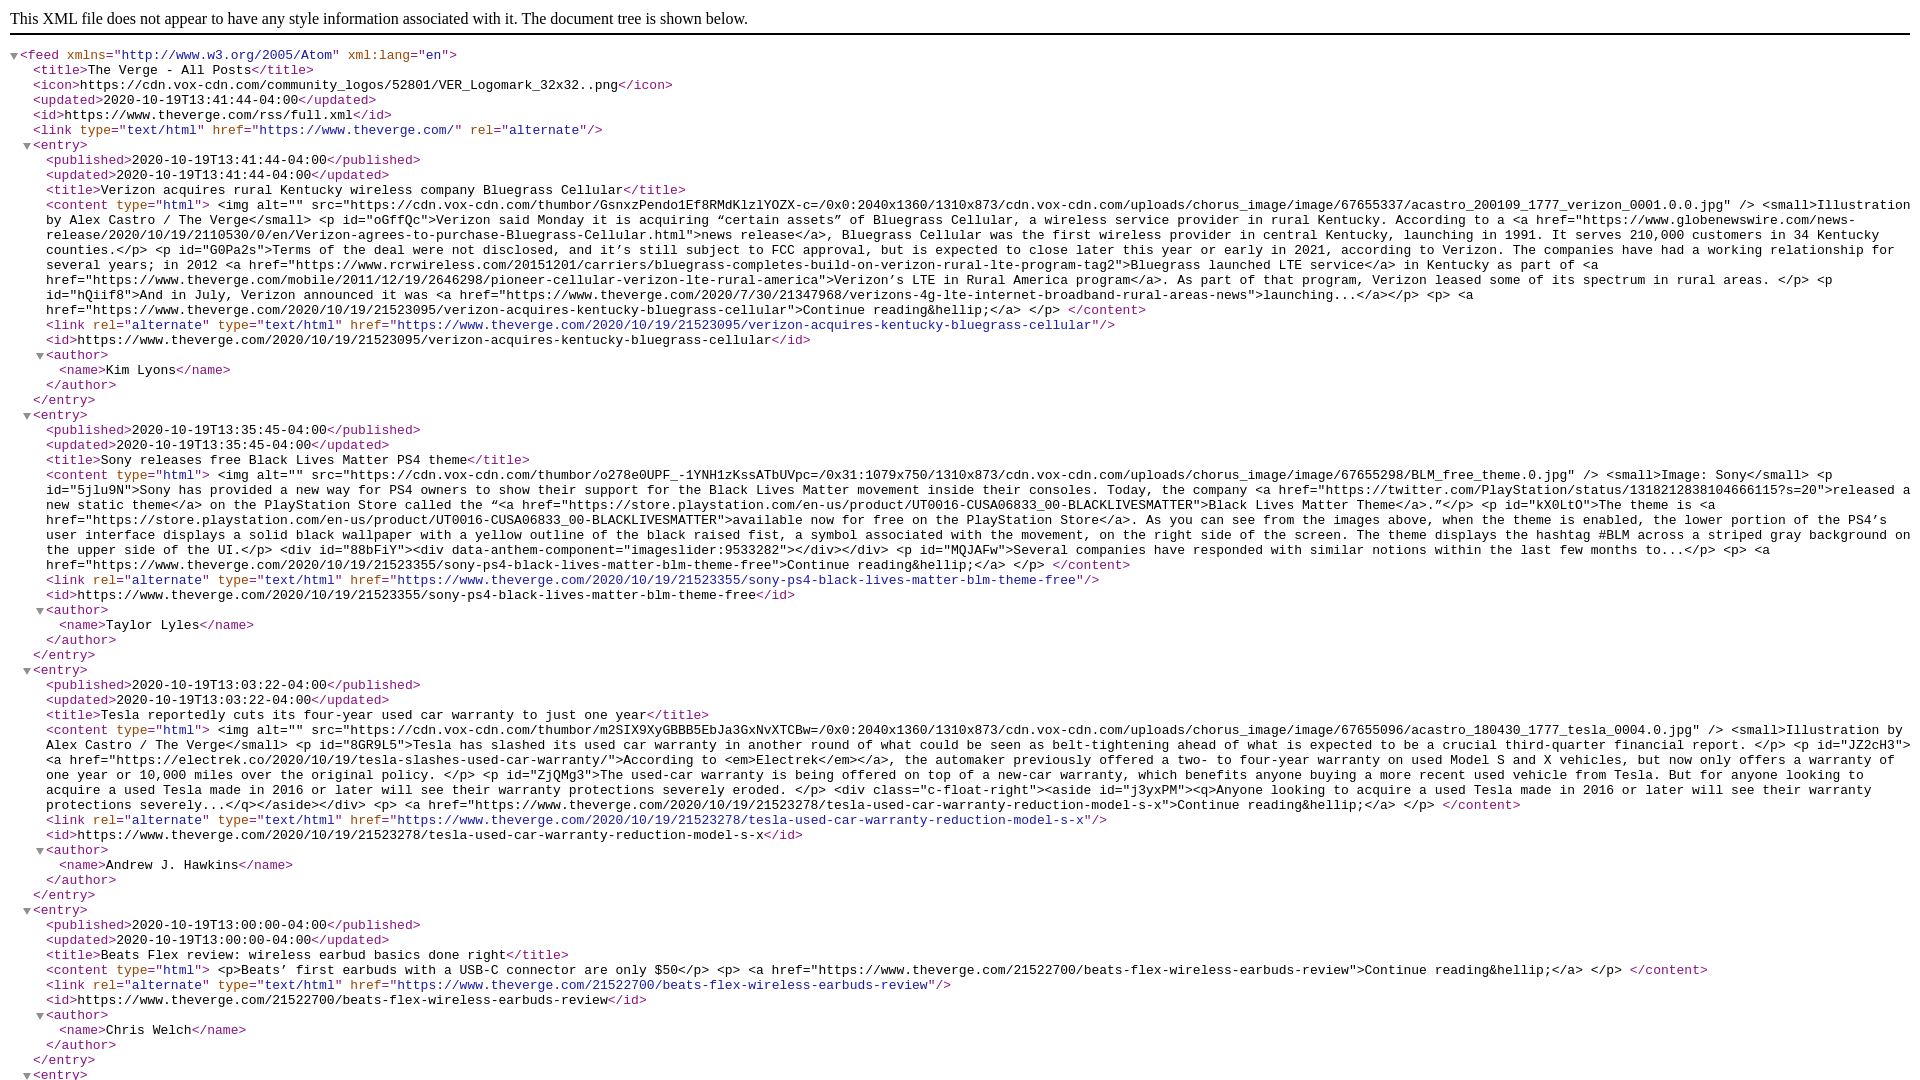 This XML file does not appear to have any style information associated with it. The document tree is shown below.
<feed xmlns="http://www.w3.org/2005/Atom" xml:lang="en">
<title>The Verge - All Posts</title>
<icon>https://cdn.vox-cdn.com/community_logos/52801/VER_Logomark_32x32..png</icon>
<updated>2020-10-19T13:41:44-04:00</updated>
<id>https://www.theverge.com/rss/full.xml</id>
<link type="text/html" href="https://www.theverge.com/" rel="alternate"/>
<entry>
<published>2020-10-19T13:41:44-04:00</published>
<updated>2020-10-19T13:41:44-04:00</updated>
<title>Verizon acquires rural Kentucky wireless company Bluegrass Cellular</title>
<content type="html"> <img alt="" src="https://cdn.vox-cdn.com/thumbor/GsnxzPendo1Ef8RMdKlzlYOZX-c=/0x0:2040x1360/1310x873/cdn.vox-cdn.com/uploads/chorus_image/image/67655337/acastro_200109_1777_verizon_0001.0.0.jpg" /> <small>Illustration
by Alex Castro / The Verge</small> <p id="oGffQc">Verizon said Monday it is acquiring “certain assets” of Bluegrass Cellular, a wireless service provider in rural Kentucky. According to a <a href="https://www.globenewswire.com/news-
release/2020/10/19/2110530/0/en/Verizon-agrees-to-purchase-Bluegrass-Cellular.html">news release</a>, Bluegrass Cellular was the first wireless provider in central Kentucky, launching in 1991. It serves 210,000 customers in 34 Kentucky
counties.</p> <p id="G0Pa2s">Terms of the deal were not disclosed, and it’s still subject to FCC approval, but is expected to close later this year or early in 2021, according to Verizon. The companies have had a working relationship for
several years; in 2012 <a href="https://www.rcrwireless.com/20151201/carriers/bluegrass-completes-build-on-verizon-rural-lte-program-tag2">Bluegrass launched LTE service</a> in Kentucky as part of <a
href="https://www.theverge.com/mobile/2011/12/19/2646298/pioneer-cellular-verizon-lte-rural-america">Verizon’s LTE in Rural America program</a>. As part of that program, Verizon leased some of its spectrum in rural areas. </p> <p
id="hQiif8">And in July, Verizon announced it was <a href="https://www.theverge.com/2020/7/30/21347968/verizons-4g-lte-internet-broadband-rural-areas-news">launching...</a></p> <p> <a
href="https://www.theverge.com/2020/10/19/21523095/verizon-acquires-kentucky-bluegrass-cellular">Continue reading&hellip;</a> </p> </content>
<link rel="alternate" type="text/html" href="https://www.theverge.com/2020/10/19/21523095/verizon-acquires-kentucky-bluegrass-cellular"/>
<id>https://www.theverge.com/2020/10/19/21523095/verizon-acquires-kentucky-bluegrass-cellular</id>
<author>
<name>Kim Lyons</name>
</author>
</entry>
<entry>
<published>2020-10-19T13:35:45-04:00</published>
<updated>2020-10-19T13:35:45-04:00</updated>
<title>Sony releases free Black Lives Matter PS4 theme</title>
<content type="html"> <img alt="" src="https://cdn.vox-cdn.com/thumbor/o278e0UPF_-1YNH1zKssATbUVpc=/0x31:1079x750/1310x873/cdn.vox-cdn.com/uploads/chorus_image/image/67655298/BLM_free_theme.0.jpg" /> <small>Image: Sony</small> <p
id="5jlu9N">Sony has provided a new way for PS4 owners to show their support for the Black Lives Matter movement inside their consoles. Today, the company <a href="https://twitter.com/PlayStation/status/1318212838104666115?s=20">released a
new static theme</a> on the PlayStation Store called the “<a href="https://store.playstation.com/en-us/product/UT0016-CUSA06833_00-BLACKLIVESMATTER">Black Lives Matter Theme</a>.”</p> <p id="kX0LtO">The theme is <a
href="https://store.playstation.com/en-us/product/UT0016-CUSA06833_00-BLACKLIVESMATTER">available now for free on the PlayStation Store</a>. As you can see from the images above, when the theme is enabled, the lower portion of the PS4’s
user interface displays a solid black wallpaper with a yellow outline of the black raised fist, a symbol associated with the movement, on the right side of the screen. The theme displays the hashtag #BLM across a striped gray background on
the upper side of the UI.</p> <div id="88bFiY"><div data-anthem-component="imageslider:9533282"></div></div> <p id="MQJAFw">Several companies have responded with similar notions within the last few months to...</p> <p> <a
href="https://www.theverge.com/2020/10/19/21523355/sony-ps4-black-lives-matter-blm-theme-free">Continue reading&hellip;</a> </p> </content>
<link rel="alternate" type="text/html" href="https://www.theverge.com/2020/10/19/21523355/sony-ps4-black-lives-matter-blm-theme-free"/>
<id>https://www.theverge.com/2020/10/19/21523355/sony-ps4-black-lives-matter-blm-theme-free</id>
<author>
<name>Taylor Lyles</name>
</author>
</entry>
<entry>
<published>2020-10-19T13:03:22-04:00</published>
<updated>2020-10-19T13:03:22-04:00</updated>
<title>Tesla reportedly cuts its four-year used car warranty to just one year</title>
<content type="html"> <img alt="" src="https://cdn.vox-cdn.com/thumbor/m2SIX9XyGBBB5EbJa3GxNvXTCBw=/0x0:2040x1360/1310x873/cdn.vox-cdn.com/uploads/chorus_image/image/67655096/acastro_180430_1777_tesla_0004.0.jpg" /> <small>Illustration by
Alex Castro / The Verge</small> <p id="8GR9L5">Tesla has slashed its used car warranty in another round of what could be seen as belt-tightening ahead of what is expected to be a crucial third-quarter financial report. </p> <p id="JZ2cH3">
<a href="https://electrek.co/2020/10/19/tesla-slashes-used-car-warranty/">According to <em>Electrek</em></a>, the automaker previously offered a two- to four-year warranty on used Model S and X vehicles, but now only offers a warranty of
one year or 10,000 miles over the original policy. </p> <p id="ZjQMg3">The used-car warranty is being offered on top of a new-car warranty, which benefits anyone buying a more recent used vehicle from Tesla. But for anyone looking to
acquire a used Tesla made in 2016 or later will see their warranty protections severely eroded. </p> <div class="c-float-right"><aside id="j3yxPM"><q>Anyone looking to acquire a used Tesla made in 2016 or later will see their warranty
protections severely...</q></aside></div> <p> <a href="https://www.theverge.com/2020/10/19/21523278/tesla-used-car-warranty-reduction-model-s-x">Continue reading&hellip;</a> </p> </content>
<link rel="alternate" type="text/html" href="https://www.theverge.com/2020/10/19/21523278/tesla-used-car-warranty-reduction-model-s-x"/>
<id>https://www.theverge.com/2020/10/19/21523278/tesla-used-car-warranty-reduction-model-s-x</id>
<author>
<name>Andrew J. Hawkins</name>
</author>
</entry>
<entry>
<published>2020-10-19T13:00:00-04:00</published>
<updated>2020-10-19T13:00:00-04:00</updated>
<title>Beats Flex review: wireless earbud basics done right</title>
<content type="html"> <p>Beats’ first earbuds with a USB-C connector are only $50</p> <p> <a href="https://www.theverge.com/21522700/beats-flex-wireless-earbuds-review">Continue reading&hellip;</a> </p> </content>
<link rel="alternate" type="text/html" href="https://www.theverge.com/21522700/beats-flex-wireless-earbuds-review"/>
<id>https://www.theverge.com/21522700/beats-flex-wireless-earbuds-review</id>
<author>
<name>Chris Welch</name>
</author>
</entry>
<entry>